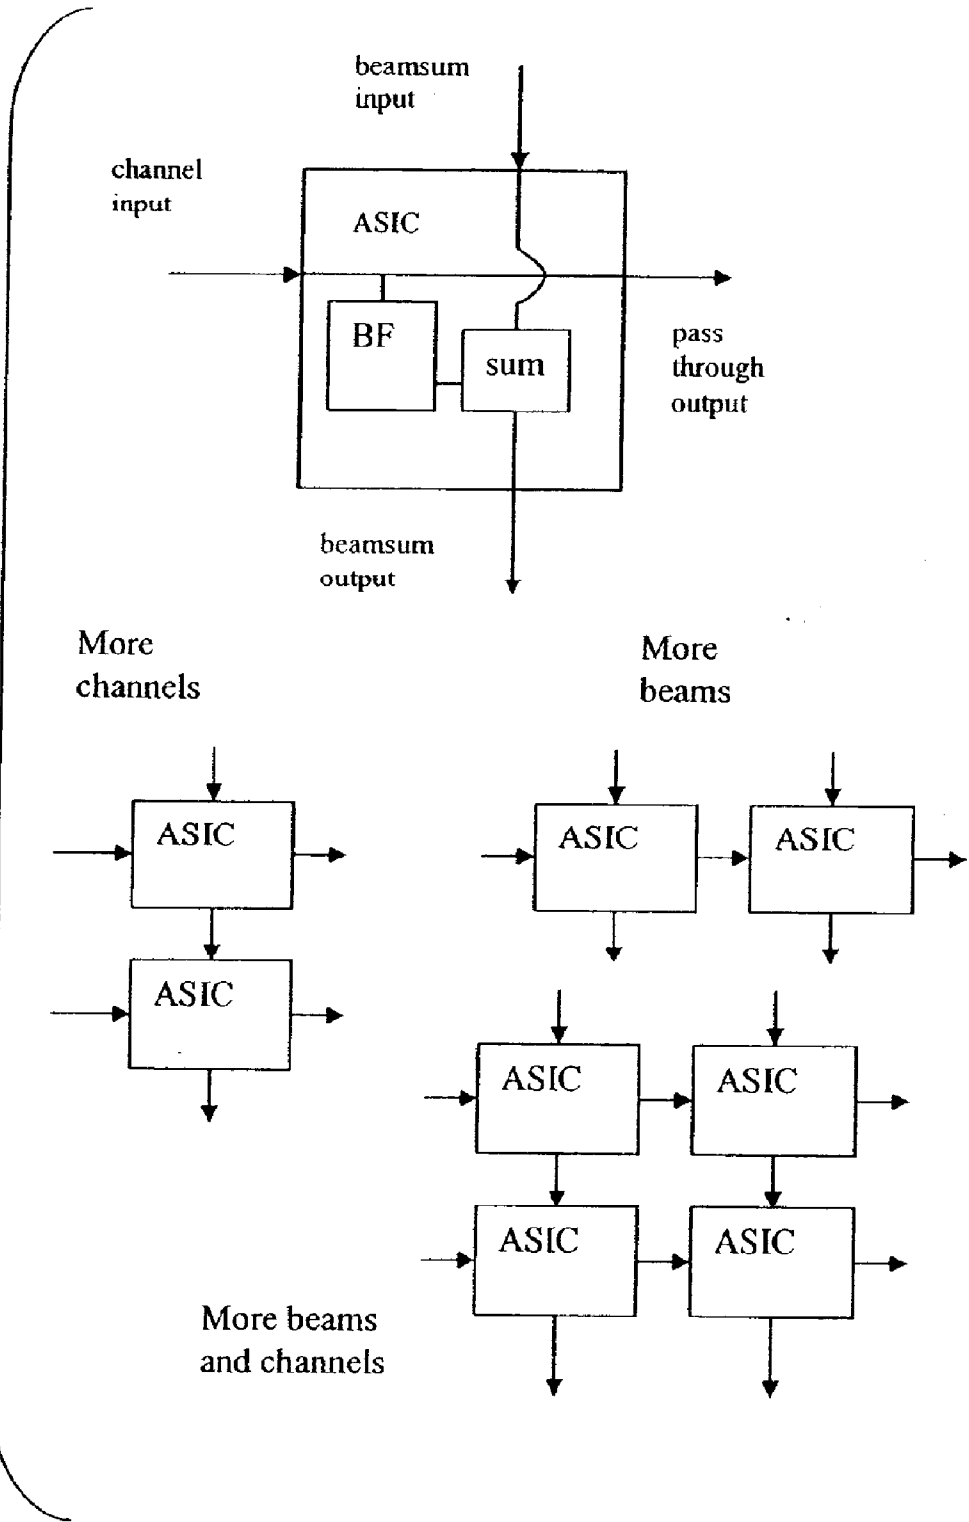 beamsum
input
channel
input
ASIC
BF
sum
pass
through
output
beamsum
output
More
channels
More
beams
ASIC
ASIC
ASIC
ASIC
ASIC
ASIC
ASIC
ASIC
More beams
and channels